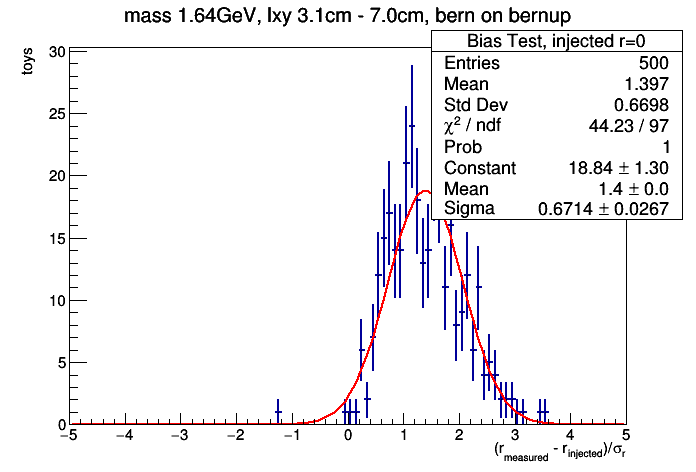 mass 1.64GeV, lxy 3.1cm - 7.0cm, bern on bernup
Bias Test, injected r=0
Entries 500
Mean 1.397
Std Dev 0.6698
χ² / ndf 44.23 / 97
Prob 1
Constant 18.84 ± 1.30
Mean 1.4 ± 0.0
Sigma 0.6714 ± 0.0267
toys
30
25
20
15
10
5
0
−5 −4 −3 −2 −1 0 1 2 3 4 5
(r_measured - r_injected)/σ_r